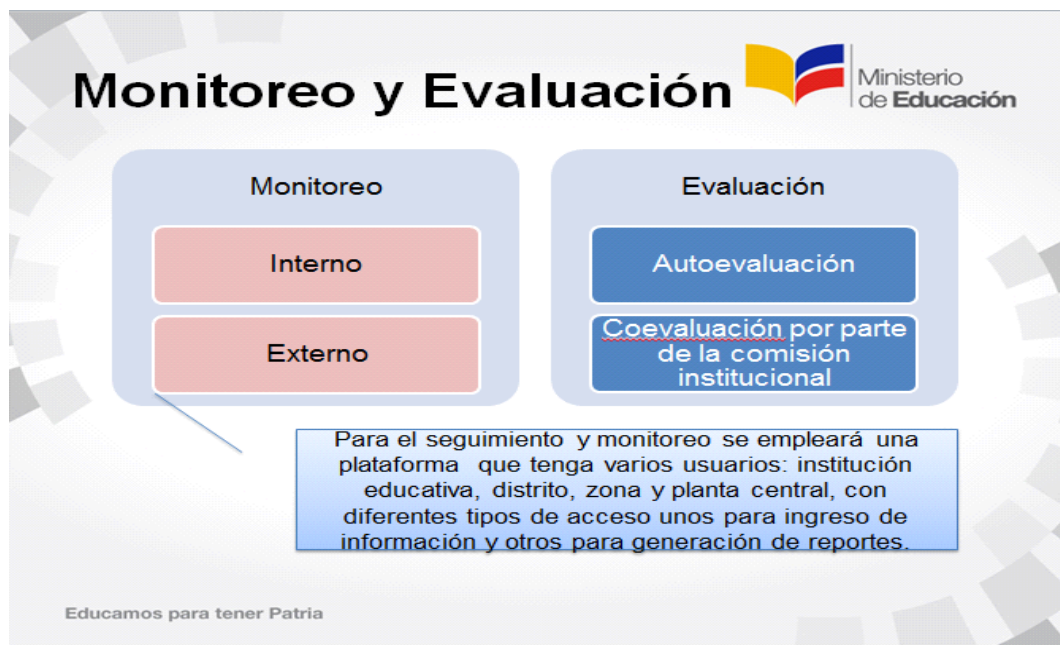 Monitoreo y Evaluación
Ministerio
de Educación
Monitoreo
Interno
Externo
Evaluación
Autoevaluación
Coevaluación por parte
de la comisión
institucional
Para el seguimiento y monitoreo se empleará una
plataforma que tenga varios usuarios: institución
educativa, distrito, zona y planta central, con
diferentes tipos de acceso unos para ingreso de
información y otros para generación de reportes.
Educamos para tener Patria